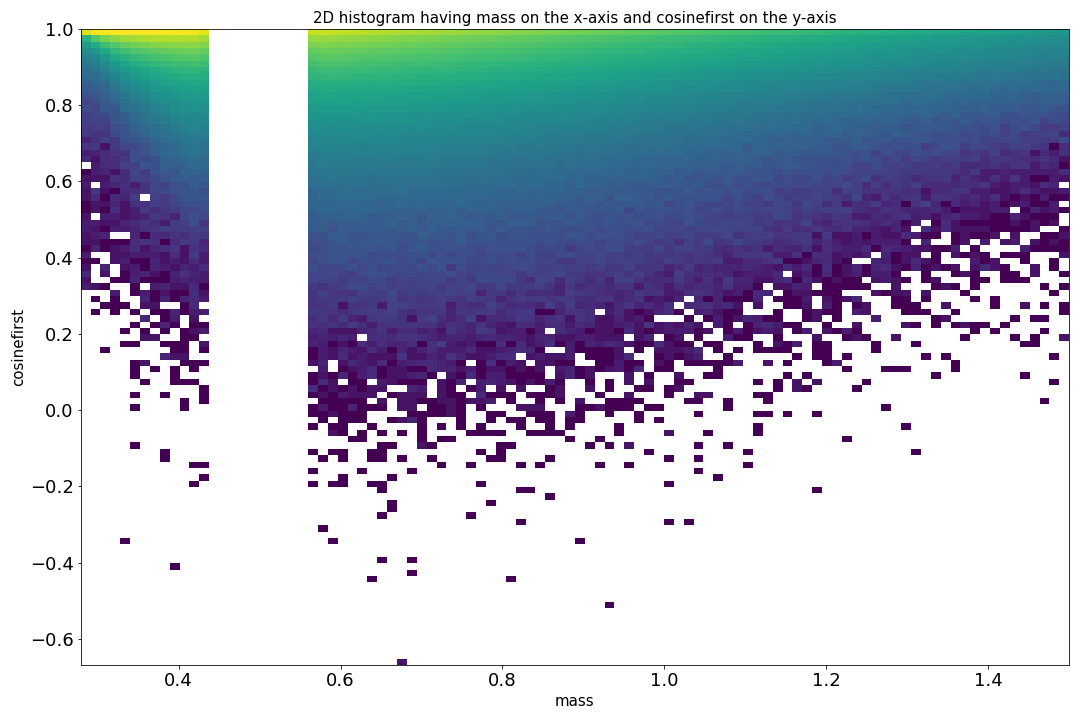 2D histogram having mass on the x-axis and cosinefirst on the y-axis
1.0
0.8
0.6
0.4
0.2
0.0
−0.2
−0.4
−0.6
cosinefirst
0.4 0.6 0.8 1.0 1.2 1.4
mass